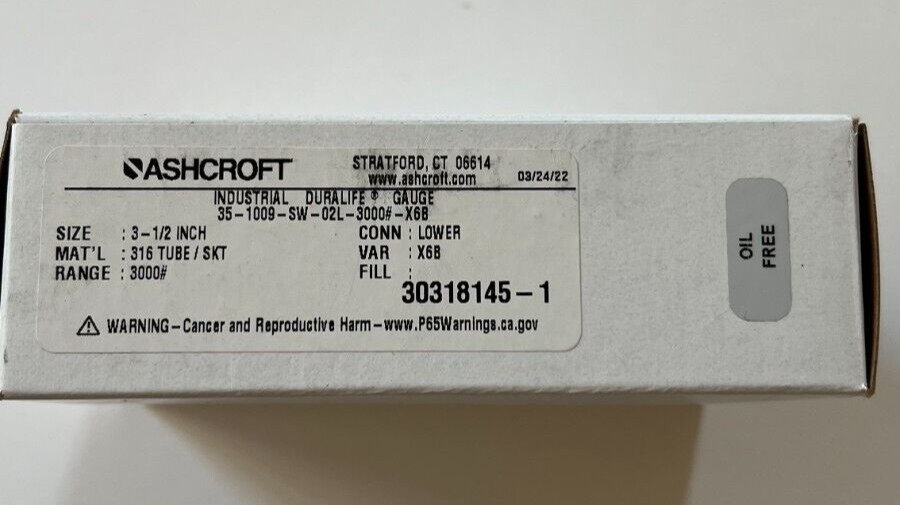 ASHCROFT
STRATFORD, CT 06614
www.ashcroft.com
03/24/22
INDUSTRIAL DURALIFE® GAUGE
35-1009-SW-02L-3000#-X6B
SIZE : 3-1/2 INCH
CONN : LOWER
MAT'L : 316 TUBE / SKT
VAR : X6B
RANGE : 3000#
FILL :
30318145-1
⚠ WARNING-Cancer and Reproductive Harm-www.P65Warnings.ca.gov
OIL
FREE